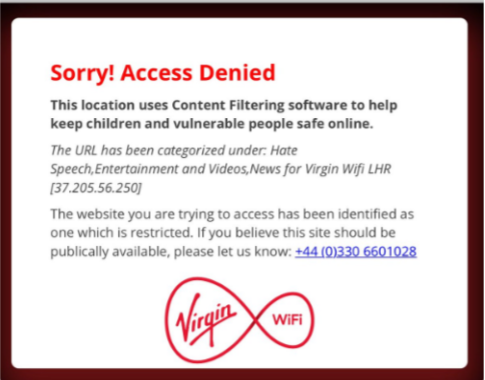 Sorry! Access Denied
This location uses Content Filtering software to help
keep children and vulnerable people safe online.
The URL has been categorized under: Hate
Speech,Entertainment and Videos,News for Virgin Wifi LHR
[37.205.56.250]
The website you are trying to access has been identified as
one which is restricted. If you believe this site should be
publically available, please let us know: +44 (0)330 6601028
Virgin WiFi